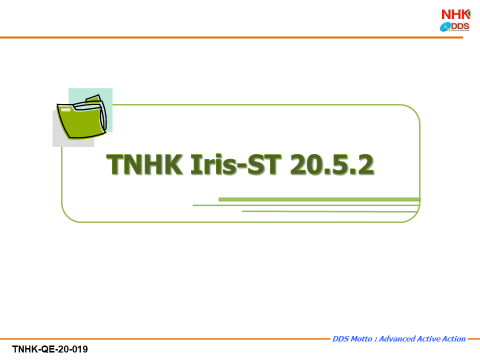 NHK
DDS
TNHK Iris-ST 20.5.2
DDS Motto : Advanced Active Action
TNHK-QE-20-019